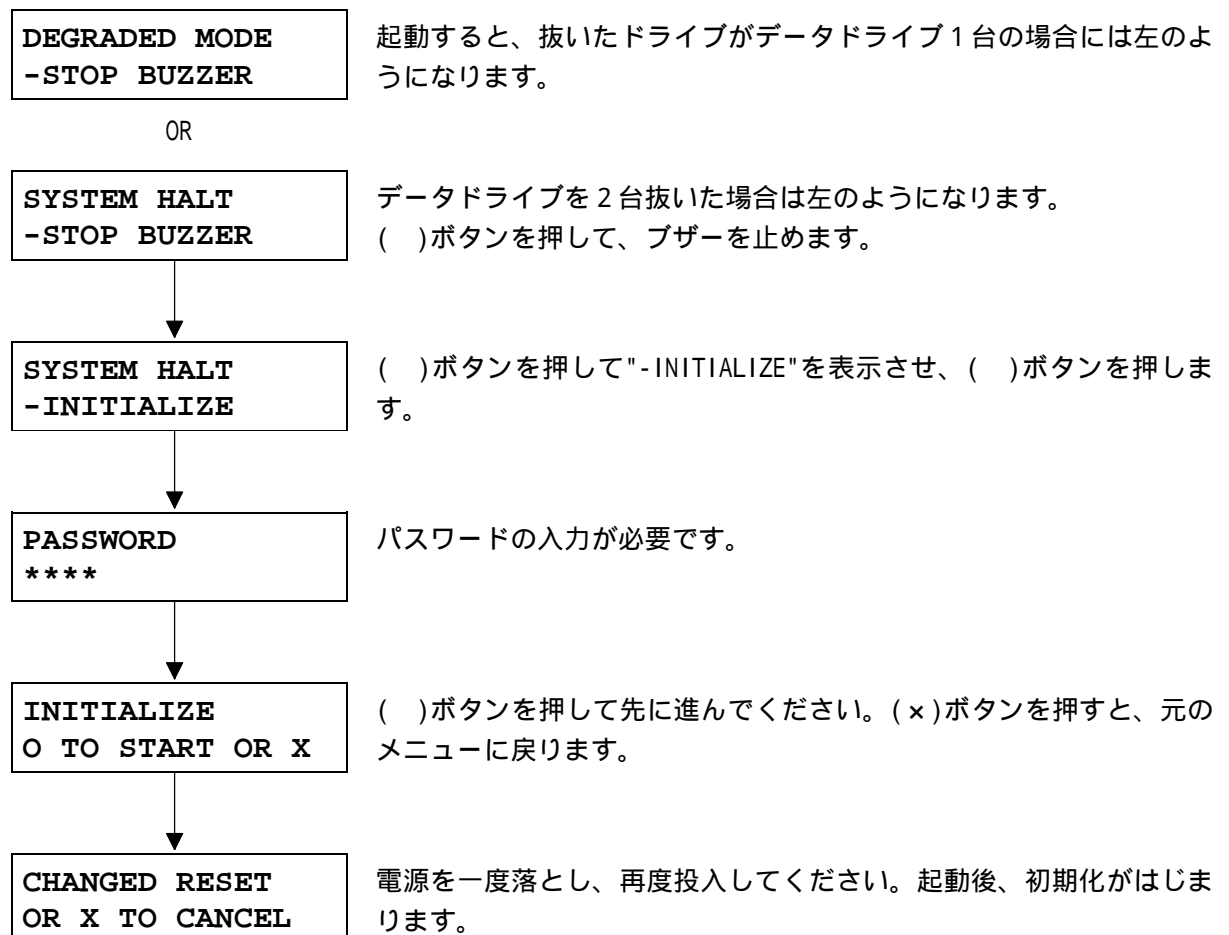 DEGRADED MODE
-STOP BUZZER
起動すると、抜いたドライブがデータドライブ1台の場合には左のよ
うになります。
OR
SYSTEM HALT
-STOP BUZZER
データドライブを2台抜いた場合は左のようになります。
(　)ボタンを押して、ブザーを止めます。
SYSTEM HALT
-INITIALIZE
(　)ボタンを押して"-INITIALIZE"を表示させ、(　)ボタンを押しま
す。
PASSWORD
****
パスワードの入力が必要です。
INITIALIZE
O TO START OR X
(　)ボタンを押して先に進んでください。(×)ボタンを押すと、元の
メニューに戻ります。
CHANGED RESET
OR X TO CANCEL
電源を一度落とし、再度投入してください。起動後、初期化がはじま
ります。